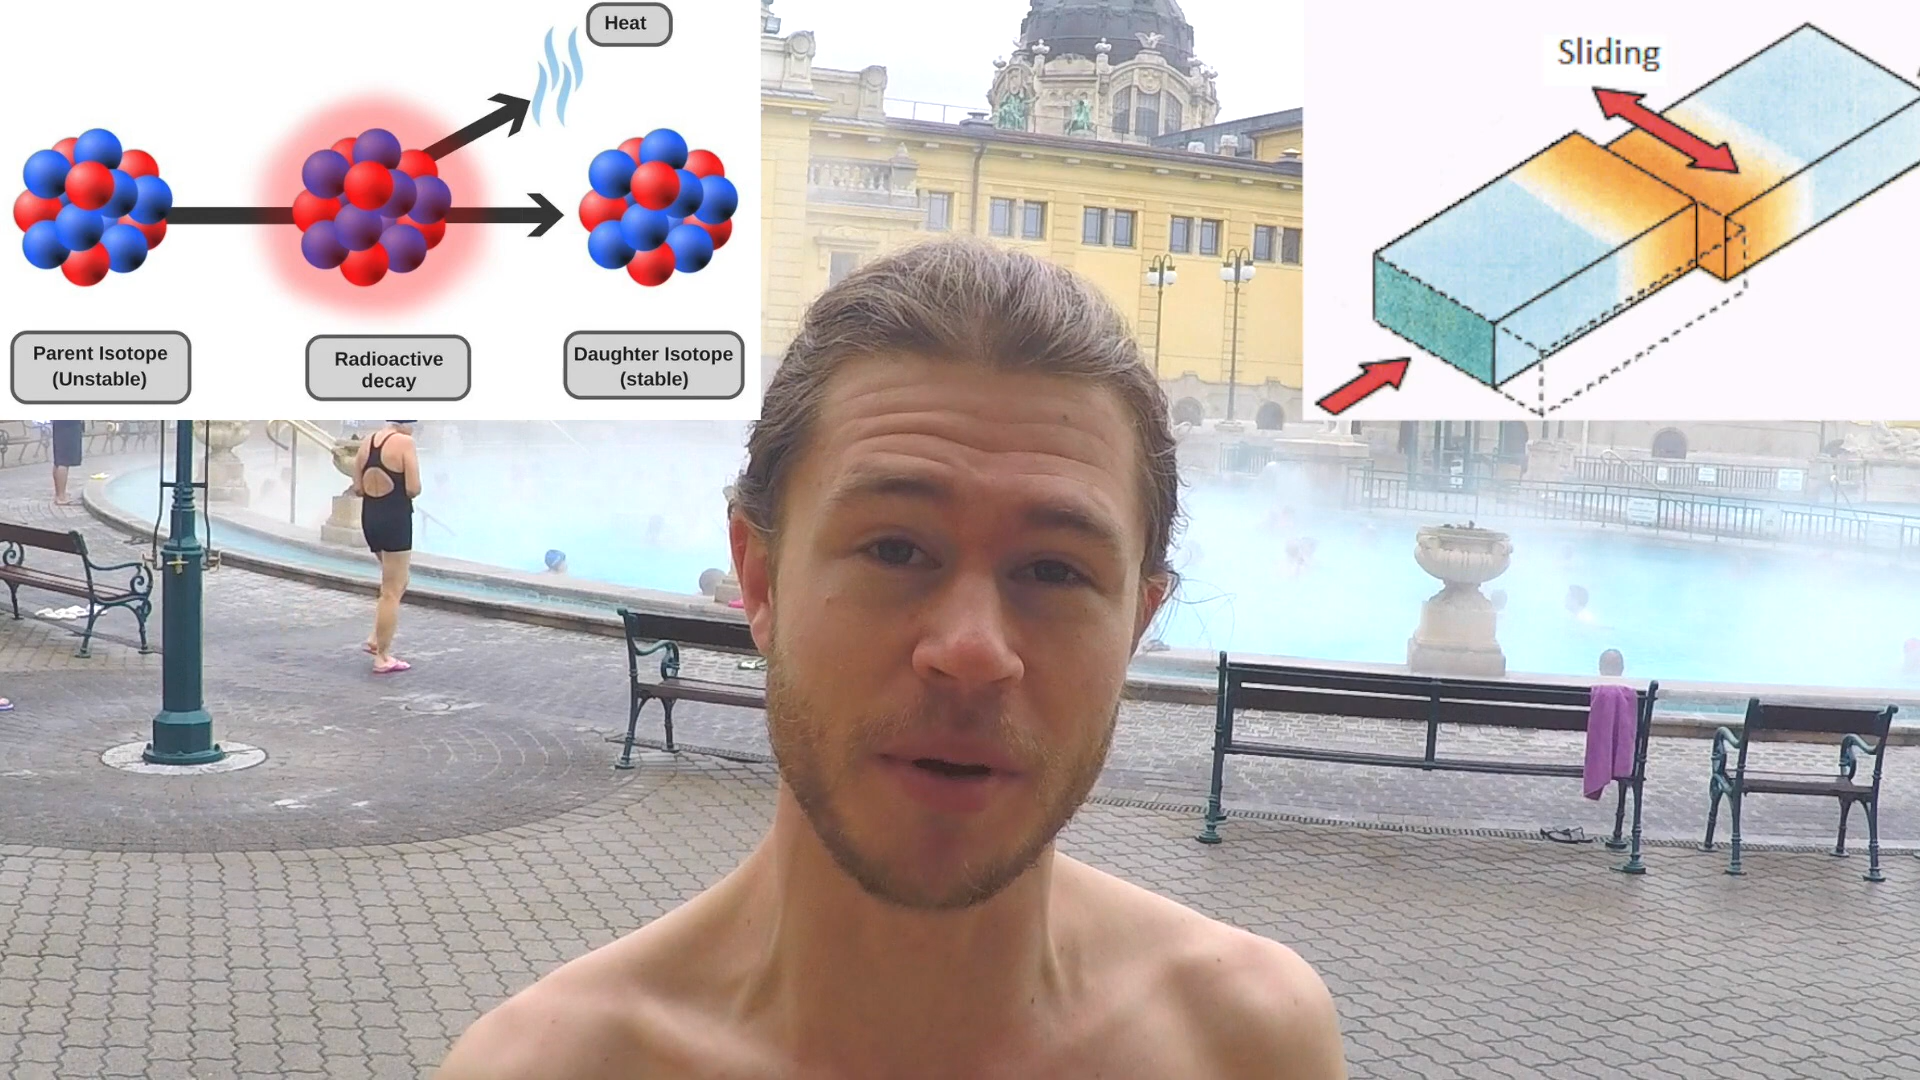 Heat
Parent Isotope
(Unstable)
Radioactive
decay
Daughter Isotope
(stable)
Sliding